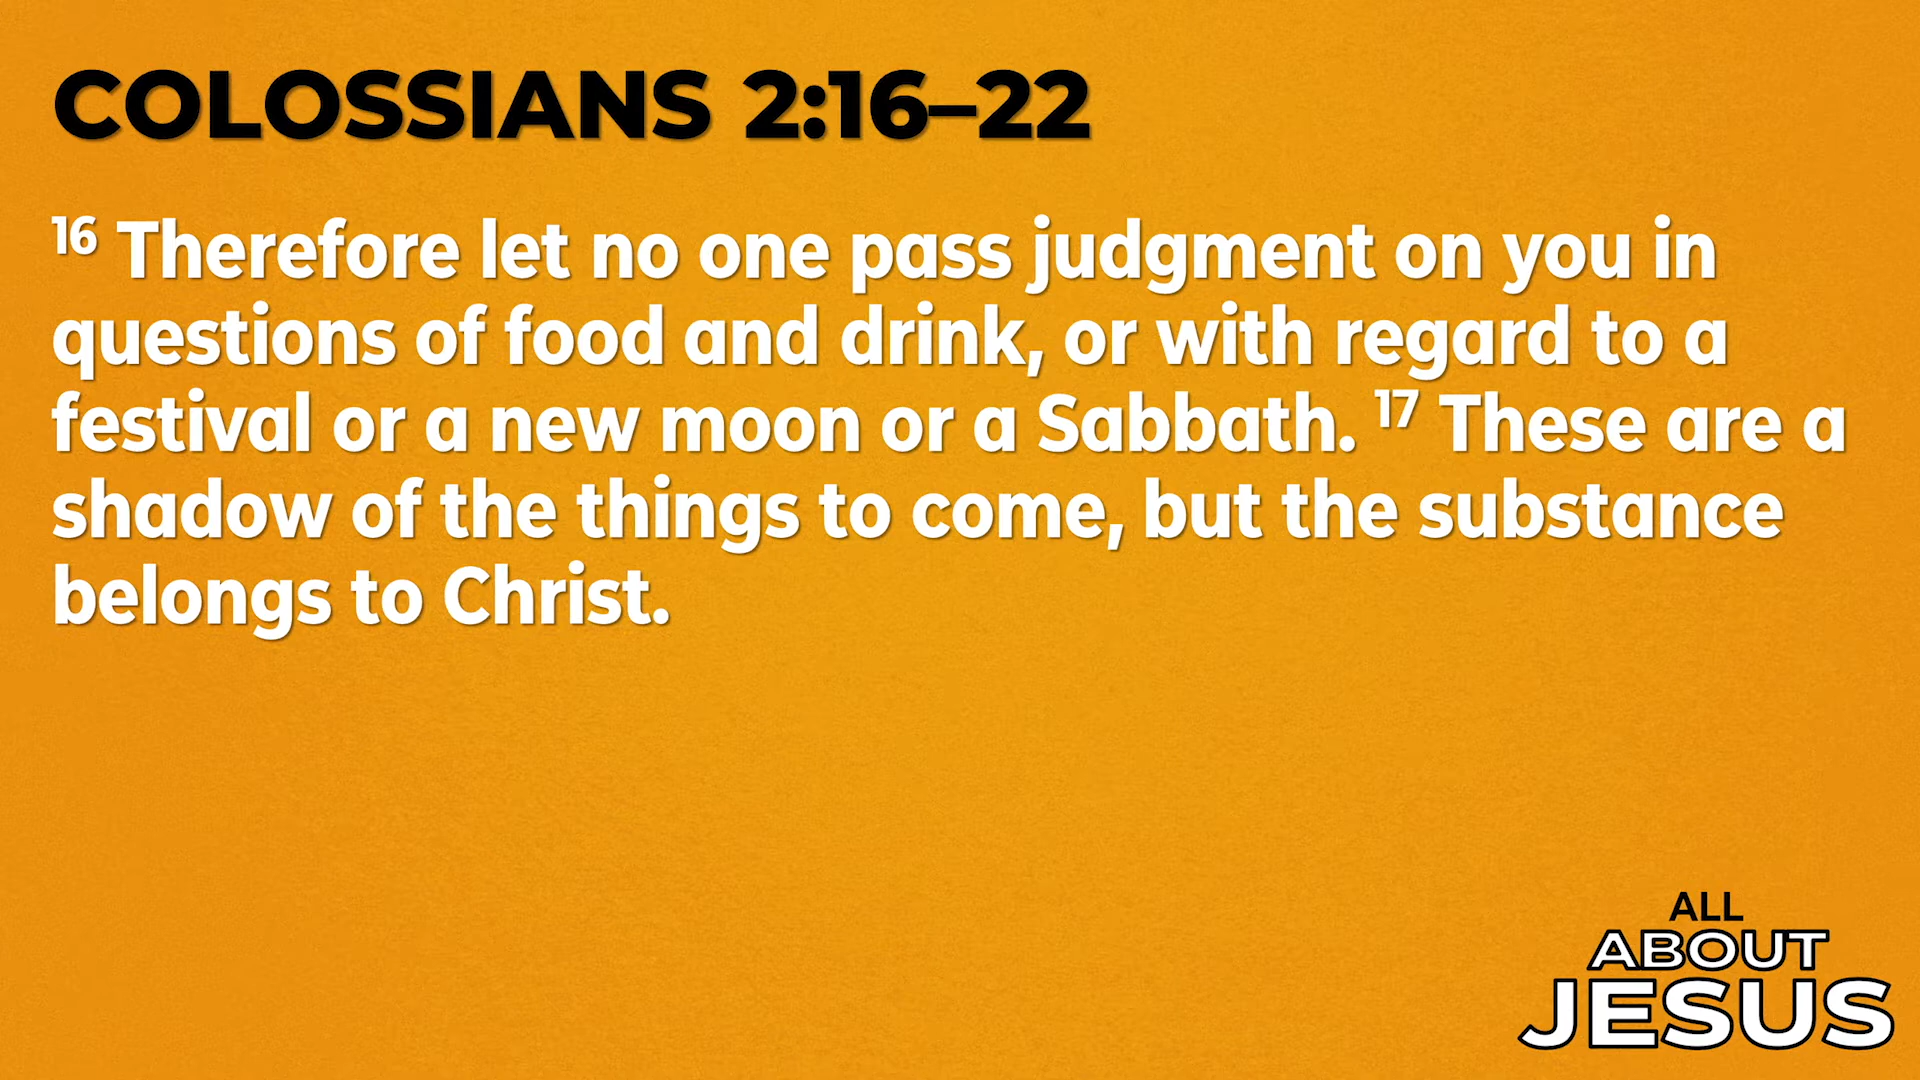 COLOSSIANS 2:16–22
16 Therefore let no one pass judgment on you in
questions of food and drink, or with regard to a
festival or a new moon or a Sabbath. 17 These are a
shadow of the things to come, but the substance
belongs to Christ.
ALL
ABOUT
JESUS